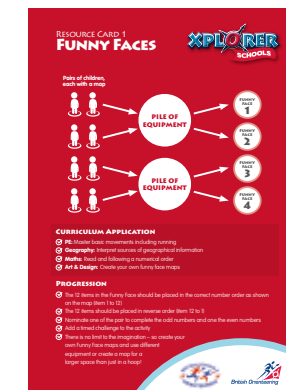 RESOURCE CARD 1
FUNNY FACES
XPLORER
SCHOOLS
Pairs of children,
each with a map
PILE OF
EQUIPMENT
FUNNY
FACE
1
FUNNY
FACE
2
PILE OF
EQUIPMENT
FUNNY
FACE
3
FUNNY
FACE
4
CURRICULUM APPLICATION
PE: Master basic movements including running
Geography: Interpret sources of geographical information
Maths: Read and following a numerical order
Art & Design: Create your own funny face maps
PROGRESSION
The 12 items in the Funny Face should be placed in the correct number order as shown
on the map (item 1 to 12)
The 12 items should be placed in reverse order (item 12 to 1)
Nominate one of the pair to complete the odd numbers and one the even numbers
Add a timed challenge to the activity
There is no limit to the imagination – so create your
own Funny Face maps and use different
equipment or create a map for a
larger space than just in a hoop!
British Orienteering